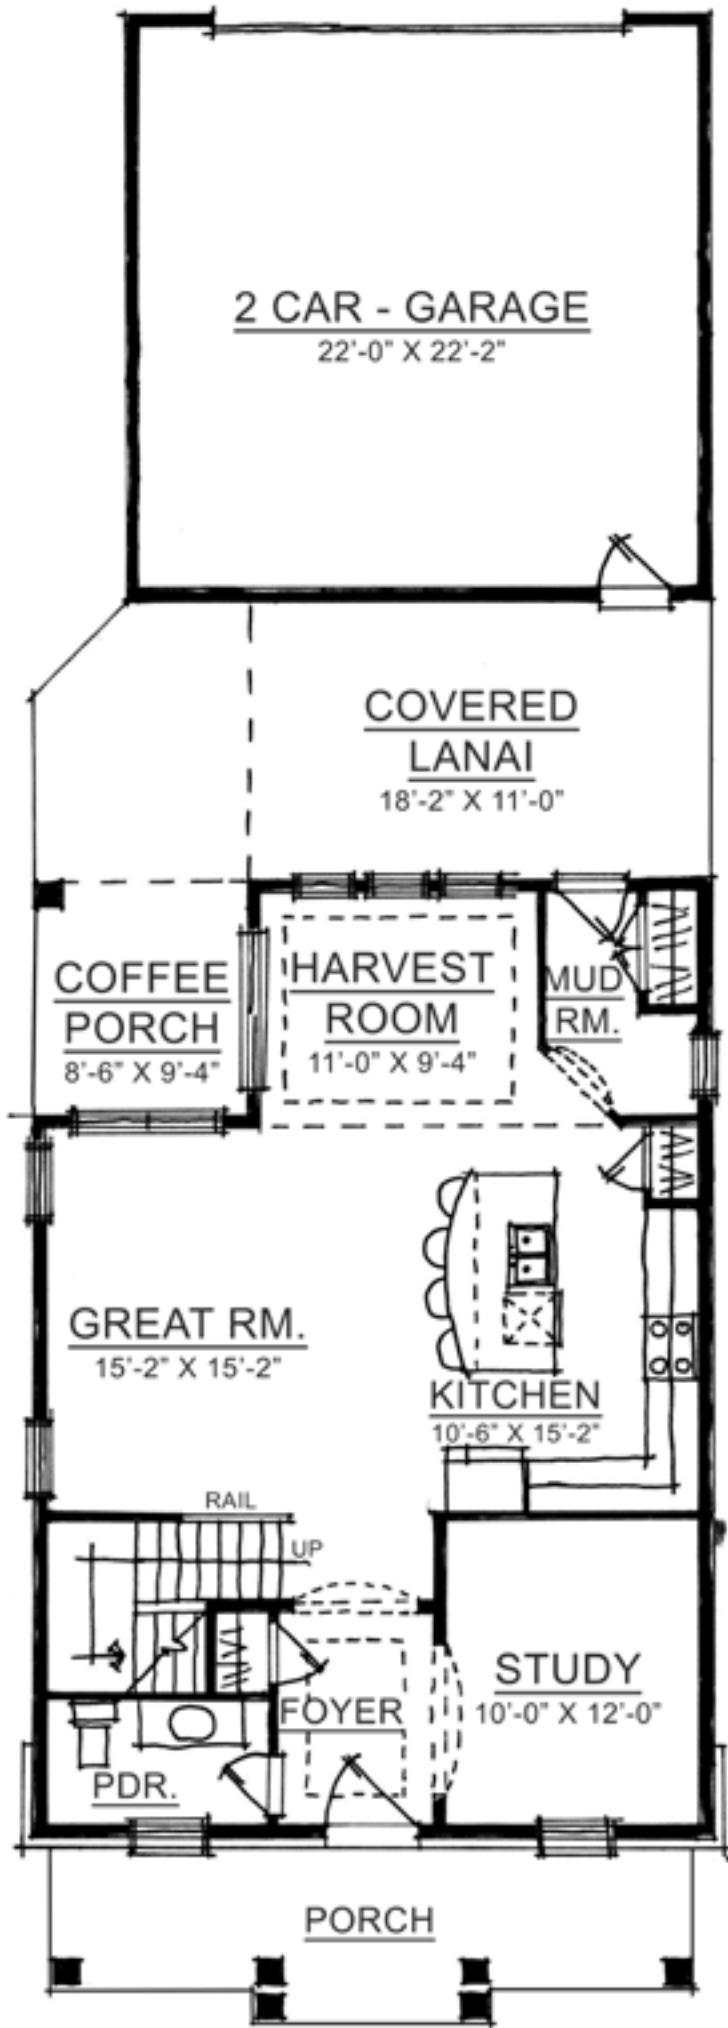 2 CAR - GARAGE
22'-0" X 22'-2"
COVERED
LANAI
18'-2" X 11'-0"
COFFEE
PORCH
8'-6" X 9'-4"
HARVEST
ROOM
11'-0" X 9'-4"
MUD
RM.
GREAT RM.
15'-2" X 15'-2"
KITCHEN
10'-6" X 15'-2"
RAIL
UP
STUDY
10'-0" X 12'-0"
FOYER
PDR.
PORCH